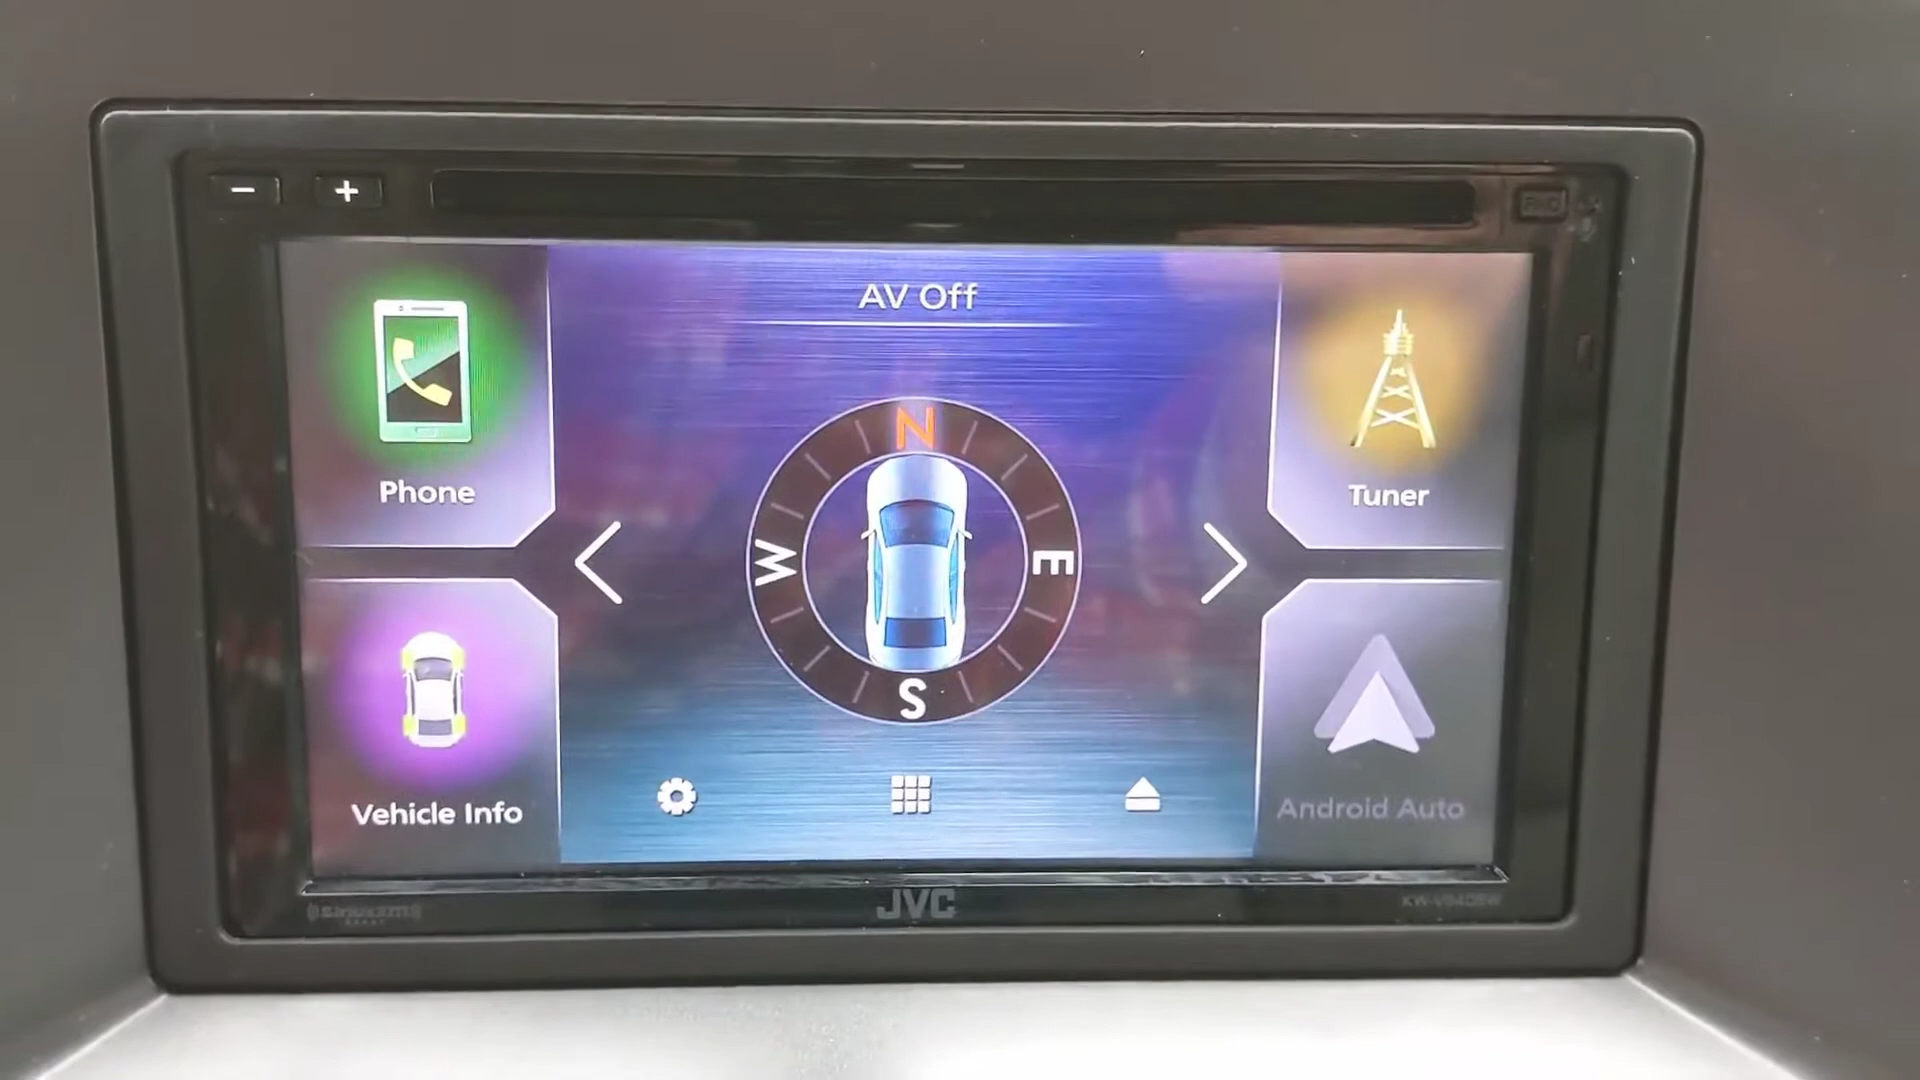 AV Off
Phone
Tuner
N
W
E
S
Vehicle Info
Android Auto
JVC